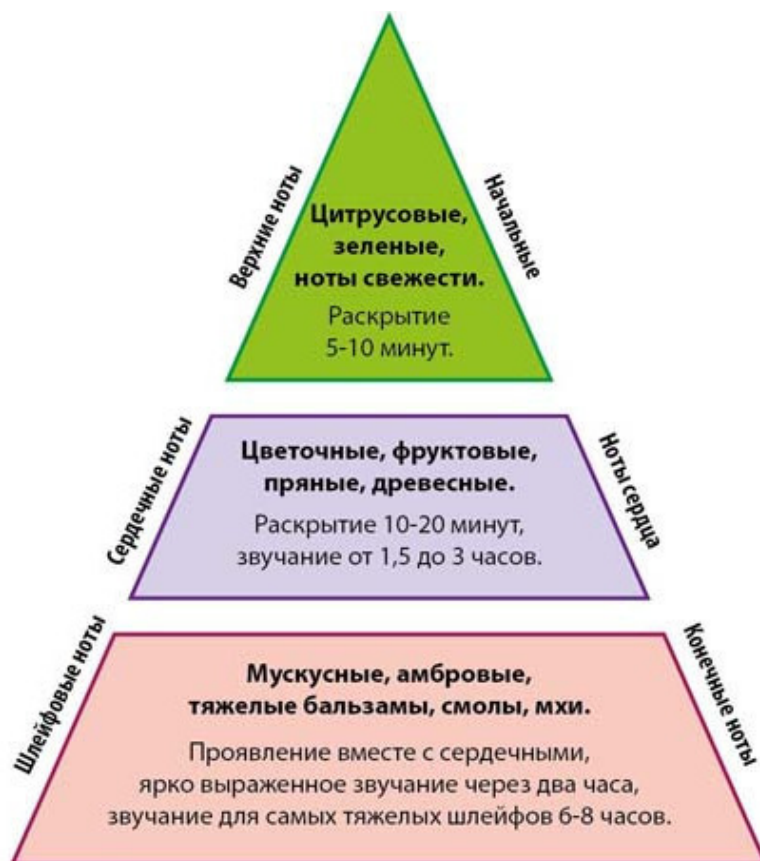 Верхние ноты
Начальные
Цитрусовые,
зеленые,
ноты свежести.
Раскрытие
5-10 минут.
Сердечные ноты
Ноты сердца
Цветочные, фруктовые,
пряные, древесные.
Раскрытие 10-20 минут,
звучание от 1,5 до 3 часов.
Шлейфовые ноты
Конечные ноты
Мускусные, амбровые,
тяжелые бальзамы, смолы, мхи.
Проявление вместе с сердечными,
ярко выраженное звучание через два часа,
звучание для самых тяжелых шлейфов 6-8 часов.